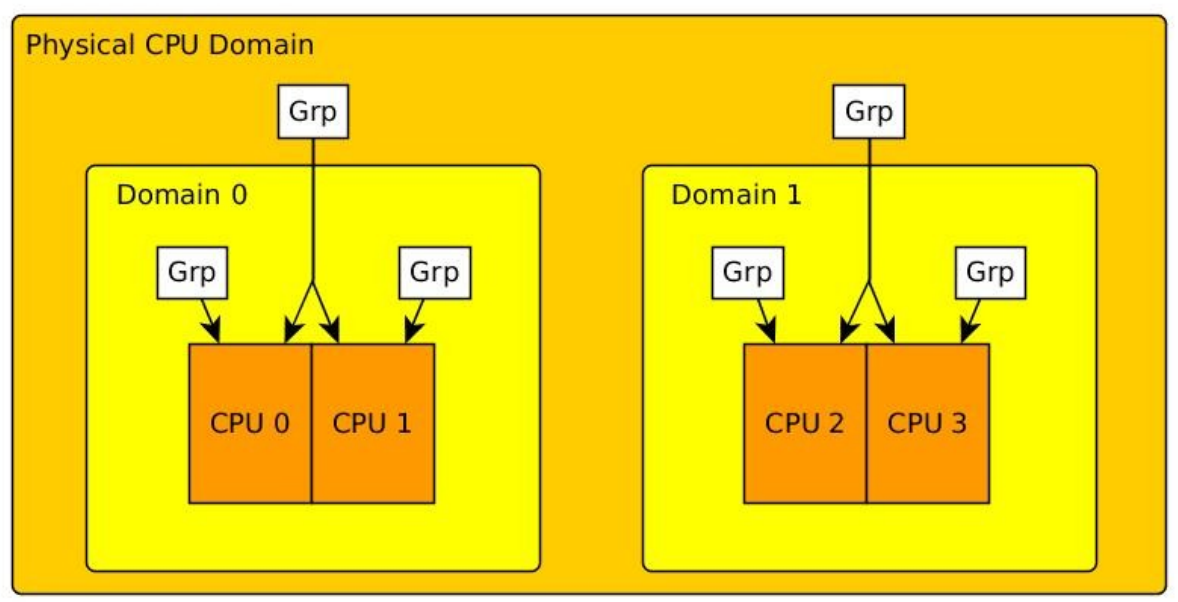 Physical CPU Domain
Grp
Grp
Domain 0
Domain 1
Grp
Grp
Grp
Grp
CPU 0
CPU 1
CPU 2
CPU 3